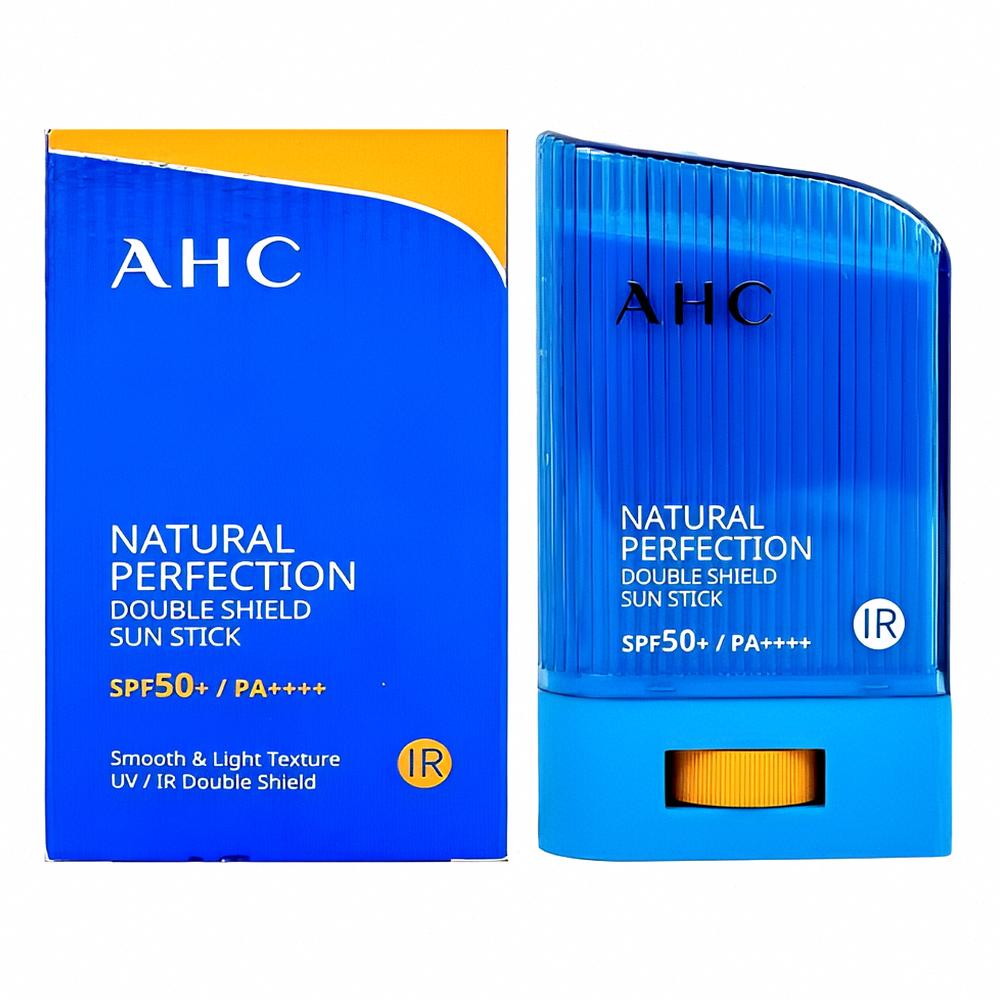 AHC
NATURAL
PERFECTION
DOUBLE SHIELD
SUN STICK
SPF50+ / PA++++
Smooth & Light Texture
UV / IR Double Shield
IR
AHC
NATURAL
PERFECTION
DOUBLE SHIELD
SUN STICK
SPF50+ / PA++++
IR